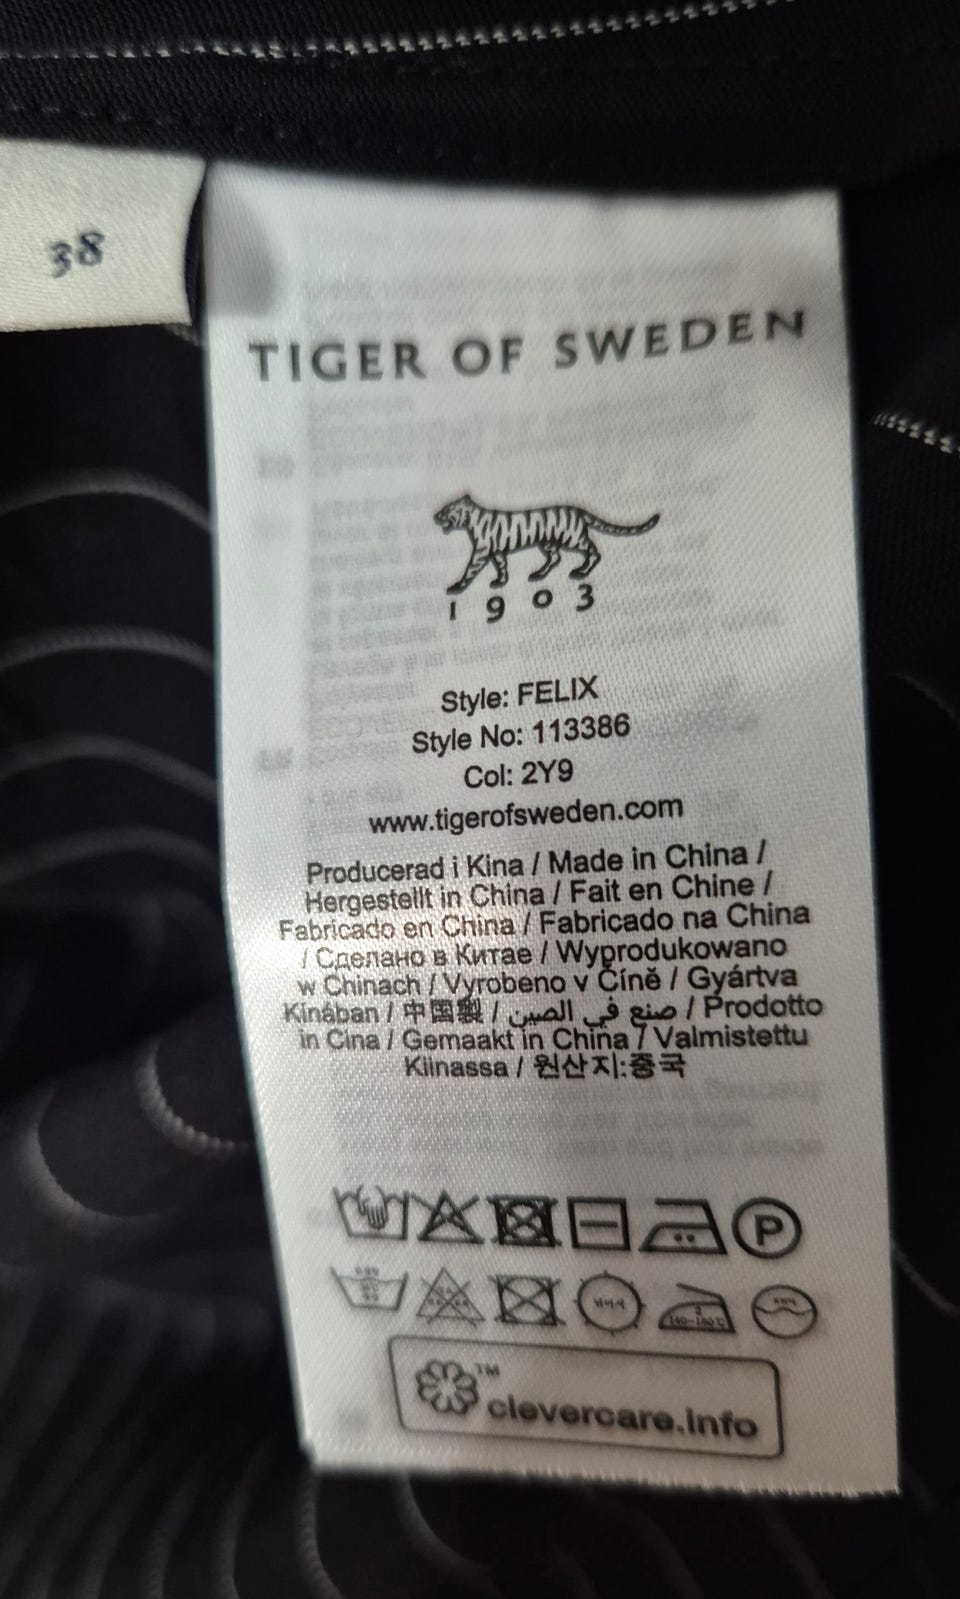 38
TIGER OF SWEDEN
1903
Style: FELIX
Style No: 113386
Col: 2Y9
www.tigerofsweden.com
Producerad i Kina / Made in China /
Hergestellt in China / Fait en Chine /
Fabricado en China / Fabricado na China
/ Сделано в Китае / Wyprodukowano
w Chinach / Vyrobeno v Číně / Gyártva
Kínában / 中国製 / صنع في الصين / Prodotto
in Cina / Gemaakt in China / Valmistettu
Kiinassa / 원산지:중국
P
140-160℃
TM
clevercare.info